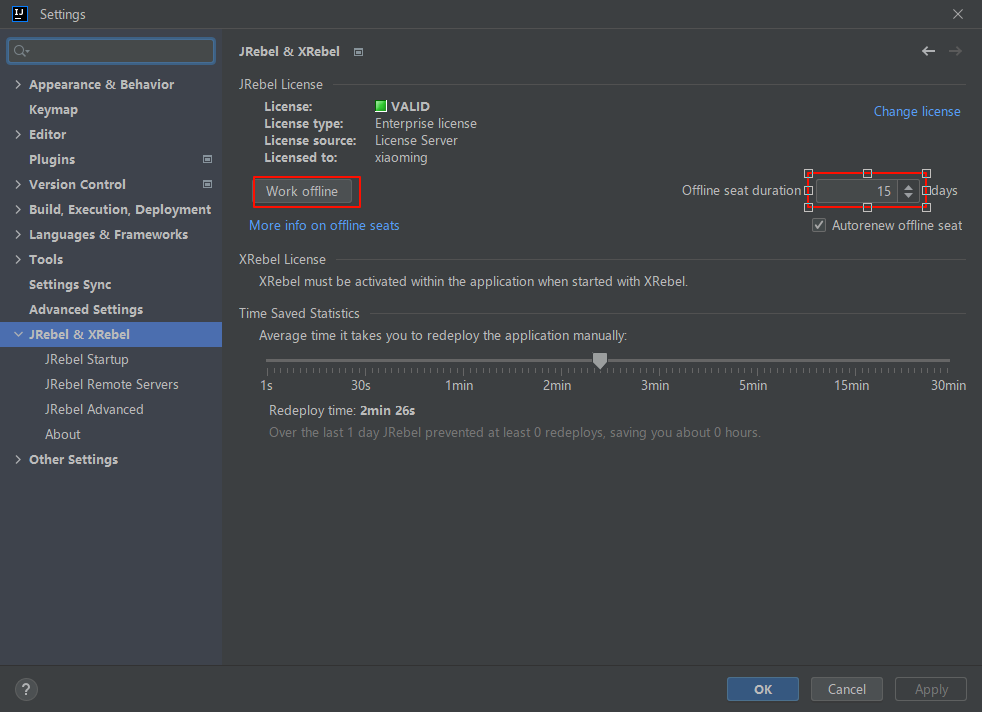 Settings
JRebel & XRebel
Appearance & Behavior
Keymap
Editor
Plugins
Version Control
Build, Execution, Deployment
Languages & Frameworks
Tools
Settings Sync
Advanced Settings
JRebel & XRebel
JRebel Startup
JRebel Remote Servers
JRebel Advanced
About
Other Settings
JRebel License
License: VALID
License type: Enterprise license
License source: License Server
Licensed to: xiaoming
Change license
Work offline
Offline seat duration 15 days
More info on offline seats
Autorenew offline seat
XRebel License
XRebel must be activated within the application when started with XRebel.
Time Saved Statistics
Average time it takes you to redeploy the application manually:
1s 30s 1min 2min 3min 5min 15min 30min
Redeploy time: 2min 26s
Over the last 1 day JRebel prevented at least 0 redeploys, saving you about 0 hours.
? OK Cancel Apply